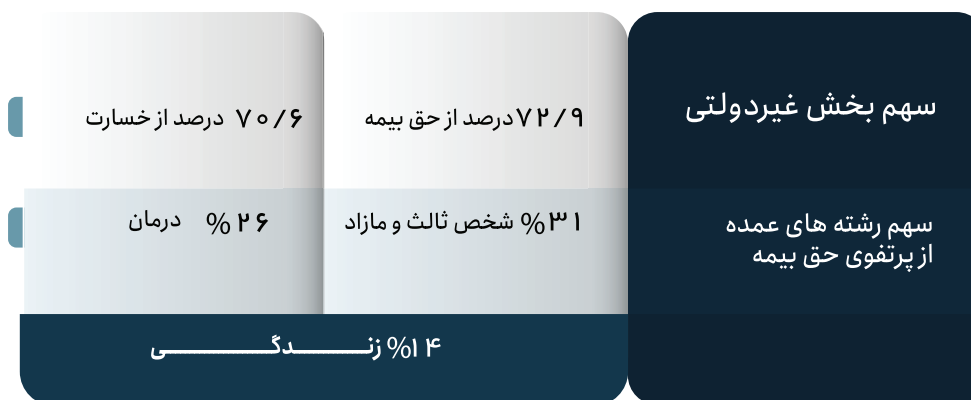 سهم بخش غیردولتی
۷۲/۹ درصد از حق بیمه
۷۰/۶ درصد از خسارت
سهم رشته های عمده
از پرتفوی حق بیمه
%۳۱ شخص ثالث و مازاد
%۲۶ درمان
%۱۴ زنـــــدگـــــی